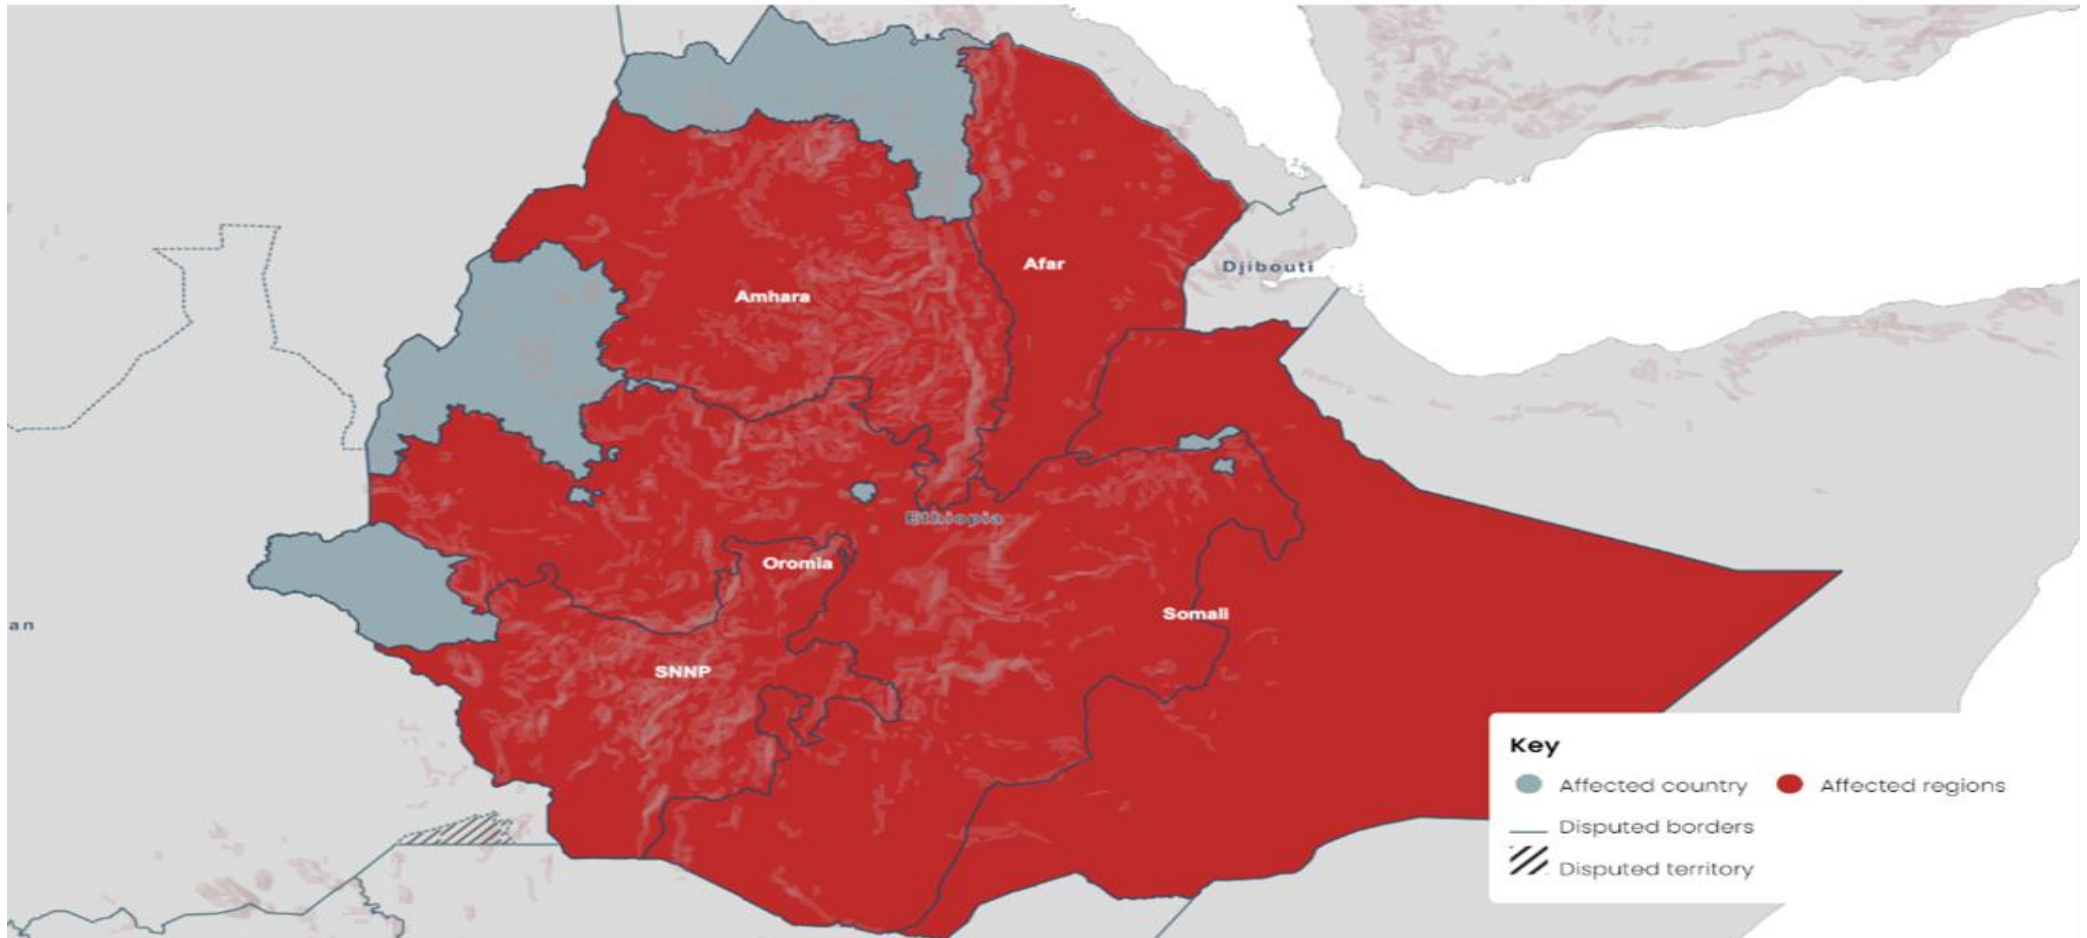 Afar
Djibouti
Amhara
Ethiopia
Oromia
Somali
an
SNNP
Key
Affected country
Affected regions
Disputed borders
Disputed territory